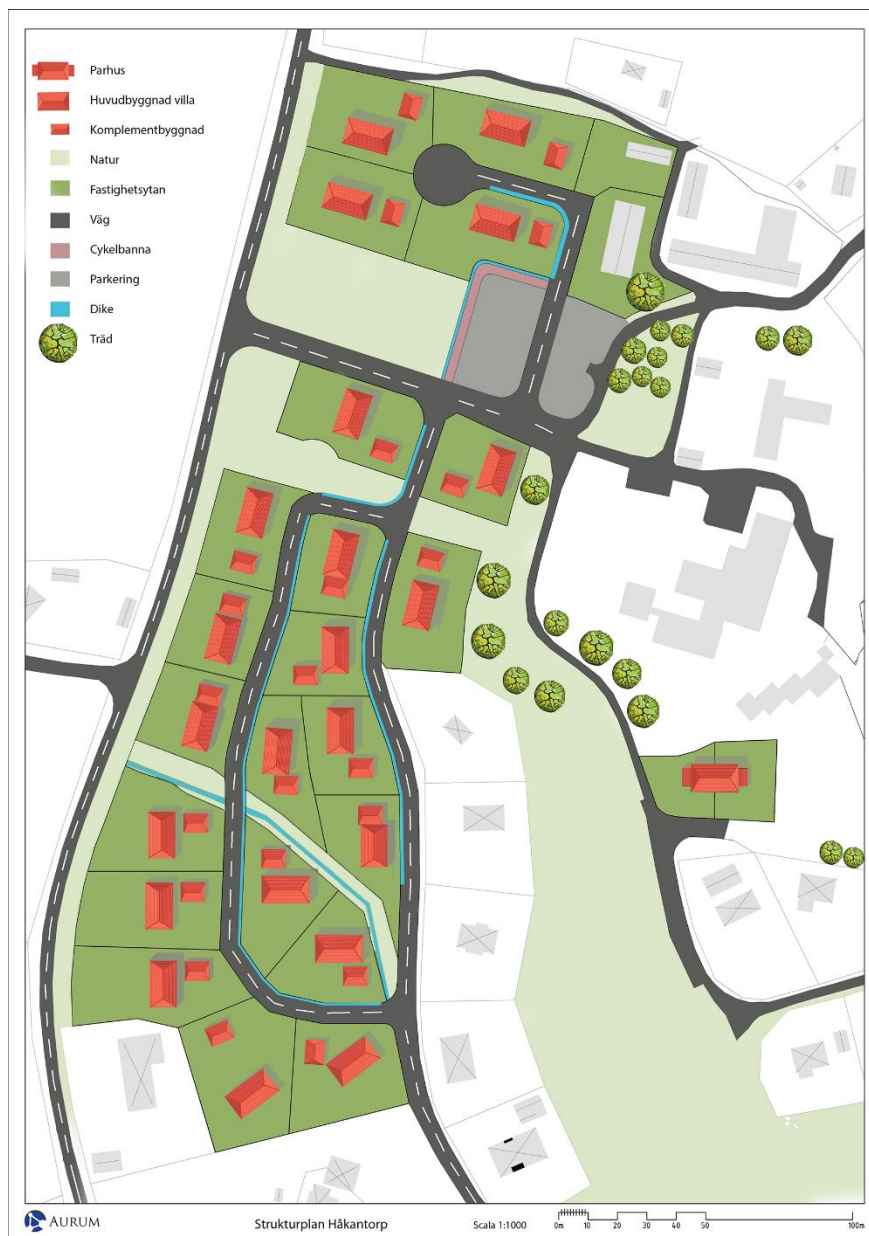 Parhus
Huvudbyggnad villa
Komplementbyggnad
Natur
Fastighetsytan
Väg
Cykelbanna
Parkering
Dike
Träd
AURUM
Strukturplan Håkantorp
Scala 1:1000
0m 10 20 30 40 50 100m